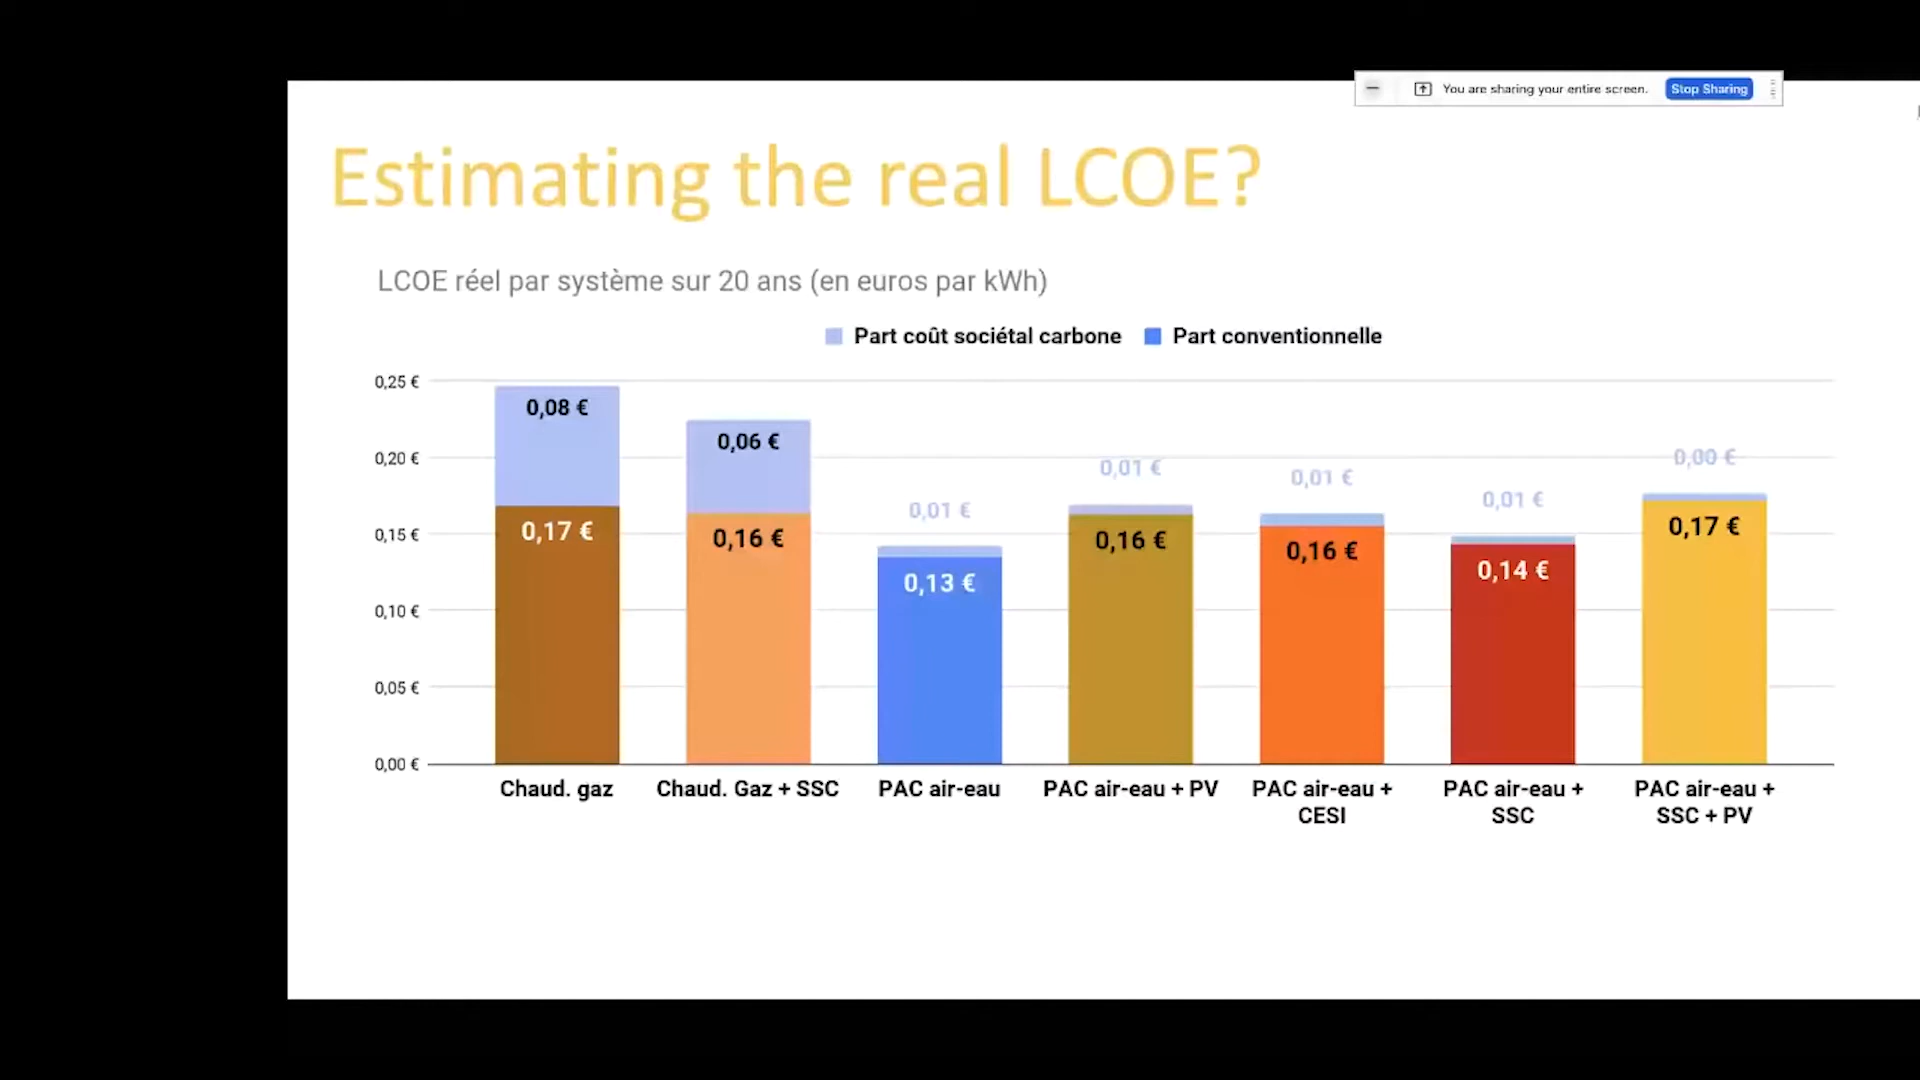 You are sharing your entire screen. Stop Sharing
Estimating the real LCOE?
LCOE réel par système sur 20 ans (en euros par kWh)
Part coût sociétal carbone Part conventionnelle
0,25 €
0,20 €
0,15 €
0,10 €
0,05 €
0,00 €
0,08 €
0,17 €
0,06 €
0,16 €
0,01 €
0,13 €
0,01 €
0,16 €
0,01 €
0,16 €
0,01 €
0,14 €
0,00 €
0,17 €
Chaud. gaz
Chaud. Gaz + SSC
PAC air-eau
PAC air-eau + PV
PAC air-eau +
CESI
PAC air-eau +
SSC
PAC air-eau +
SSC + PV